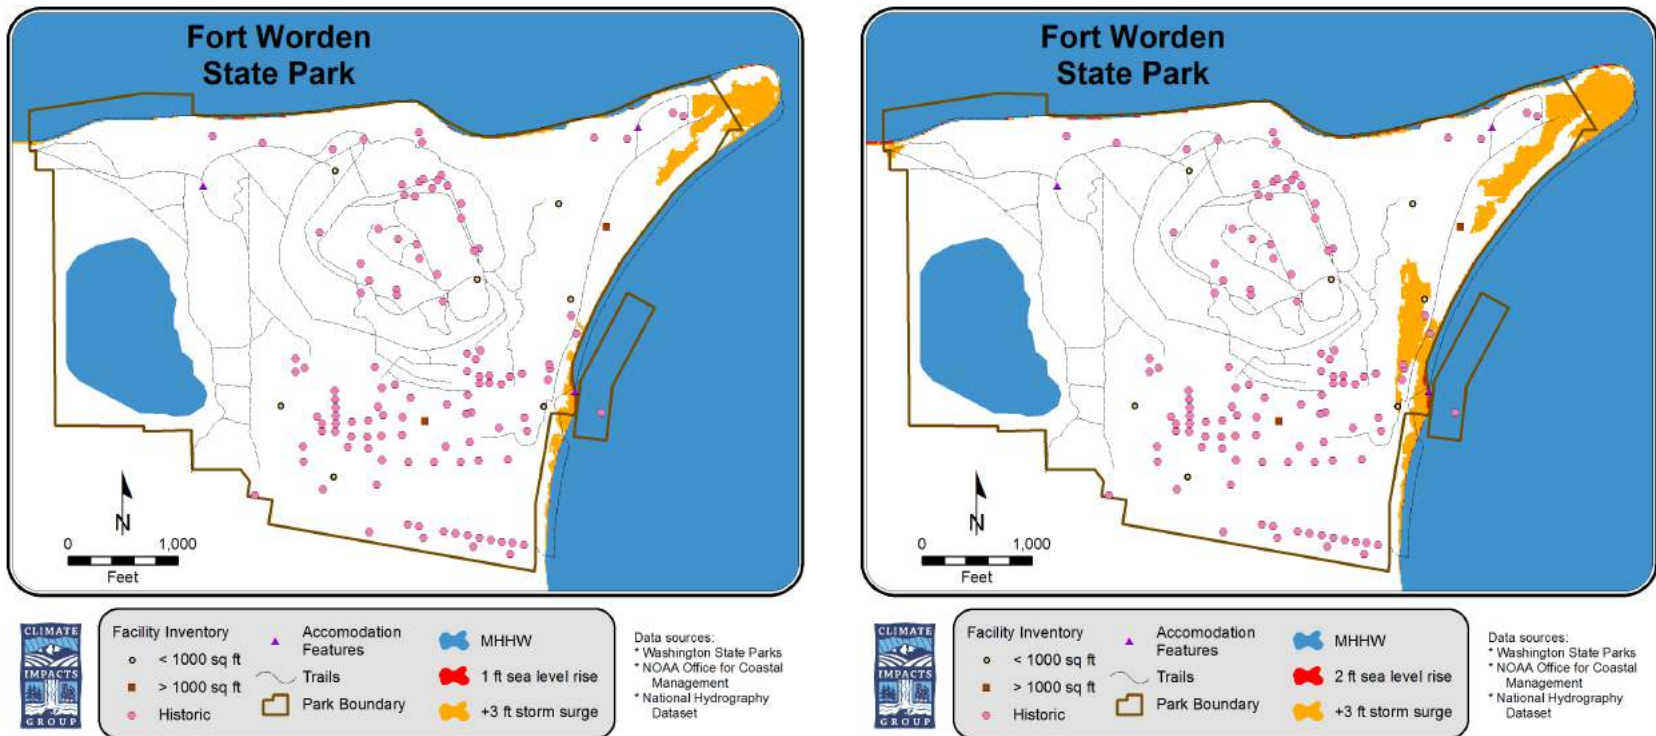 Fort Worden
State Park
N
0 1,000
Feet
CLIMATE
IMPACTS
GROUP
Facility Inventory
< 1000 sq ft
> 1000 sq ft
Historic
Accomodation
Features
Trails
Park Boundary
MHHW
1 ft sea level rise
+3 ft storm surge
Data sources:
* Washington State Parks
* NOAA Office for Coastal
Management
* National Hydrography
Dataset
Fort Worden
State Park
N
0 1,000
Feet
CLIMATE
IMPACTS
GROUP
Facility Inventory
< 1000 sq ft
> 1000 sq ft
Historic
Accomodation
Features
Trails
Park Boundary
MHHW
2 ft sea level rise
+3 ft storm surge
Data sources:
* Washington State Parks
* NOAA Office for Coastal
Management
* National Hydrography
Dataset